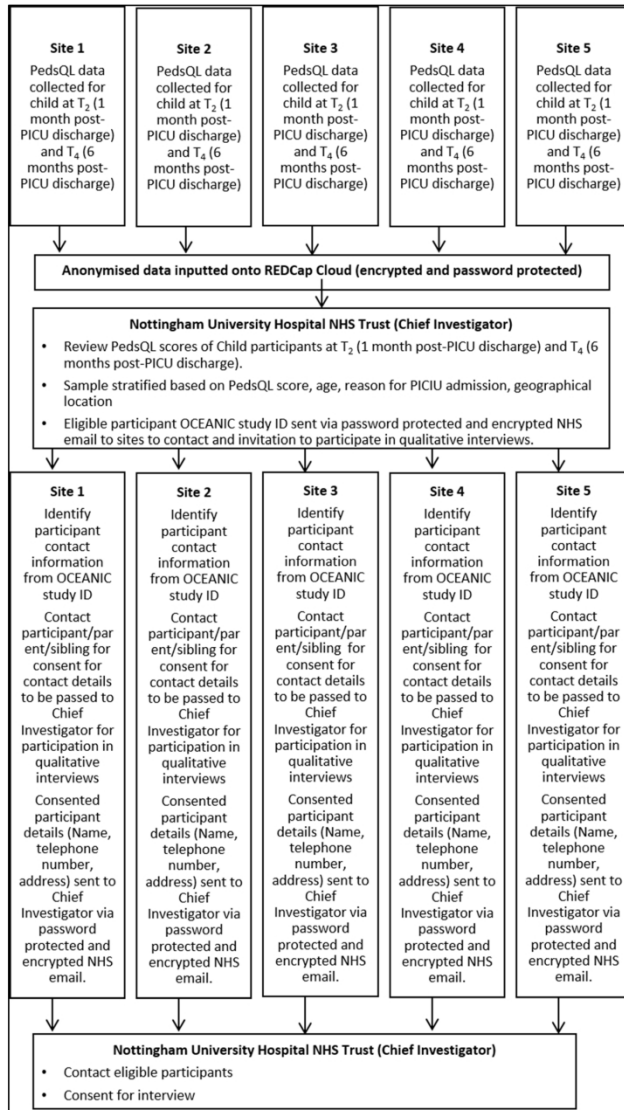 Site 1
PedsQL data
collected for
child at T2 (1
month post-
PICU discharge)
and T4 (6
months post-
PICU discharge)
Site 2
PedsQL data
collected for
child at T2 (1
month post-
PICU discharge)
and T4 (6
months post-
PICU discharge)
Site 3
PedsQL data
collected for
child at T2 (1
month post-
PICU discharge)
and T4 (6
months post-
PICU discharge)
Site 4
PedsQL data
collected for
child at T2 (1
month post-
PICU discharge)
and T4 (6
months post-
PICU discharge)
Site 5
PedsQL data
collected for
child at T2 (1
month post-
PICU discharge)
and T4 (6
months post-
PICU discharge)
Anonymised data inputted onto REDCap Cloud (encrypted and password protected)
Nottingham University Hospital NHS Trust (Chief Investigator)
• Review PedsQL scores of Child participants at T2 (1 month post-PICU discharge) and T4 (6
months post-PICU discharge).
• Sample stratified based on PedsQL score, age, reason for PICIU admission, geographical
location
• Eligible participant OCEANIC study ID sent via password protected and encrypted NHS
email to sites to contact and invitation to participate in qualitative interviews.
Site 1
Identify
participant
contact
information
from OCEANIC
study ID
Contact
participant/par
ent/sibling for
consent for
contact details
to be passed to
Chief
Investigator for
participation in
qualitative
interviews
Consented
participant
details (Name,
telephone
number,
address) sent to
Chief
Investigator via
password
protected and
encrypted NHS
email.
Site 2
Identify
participant
contact
information
from OCEANIC
study ID
Contact
participant/par
ent/sibling for
consent for
contact details
to be passed to
Chief
Investigator for
participation in
qualitative
interviews
Consented
participant
details (Name,
telephone
number,
address) sent to
Chief
Investigator via
password
protected and
encrypted NHS
email.
Site 3
Identify
participant
contact
information
from OCEANIC
study ID
Contact
participant/par
ent/sibling for
consent for
contact details
to be passed to
Chief
Investigator for
participation in
qualitative
interviews
Consented
participant
details (Name,
telephone
number,
address) sent to
Chief
Investigator via
password
protected and
encrypted NHS
email.
Site 4
Identify
participant
contact
information
from OCEANIC
study ID
Contact
participant/par
ent/sibling for
consent for
contact details
to be passed to
Chief
Investigator for
participation in
qualitative
interviews
Consented
participant
details (Name,
telephone
number,
address) sent to
Chief
Investigator via
password
protected and
encrypted NHS
email.
Site 5
Identify
participant
contact
information
from OCEANIC
study ID
Contact
participant/par
ent/sibling for
consent for
contact details
to be passed to
Chief
Investigator for
participation in
qualitative
interviews
Consented
participant
details (Name,
telephone
number,
address) sent to
Chief
Investigator via
password
protected and
encrypted NHS
email.
Nottingham University Hospital NHS Trust (Chief Investigator)
• Contact eligible participants
• Consent for interview